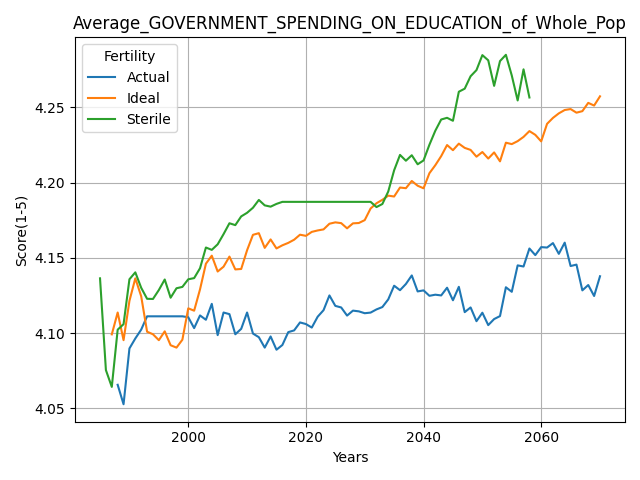 Average_GOVERNMENT_SPENDING_ON_EDUCATION_of_Whole_Pop
Fertility
Actual
Ideal
Sterile
4.25
4.20
4.15
4.10
4.05
Score(1-5)
2000
2020
2040
2060
Years